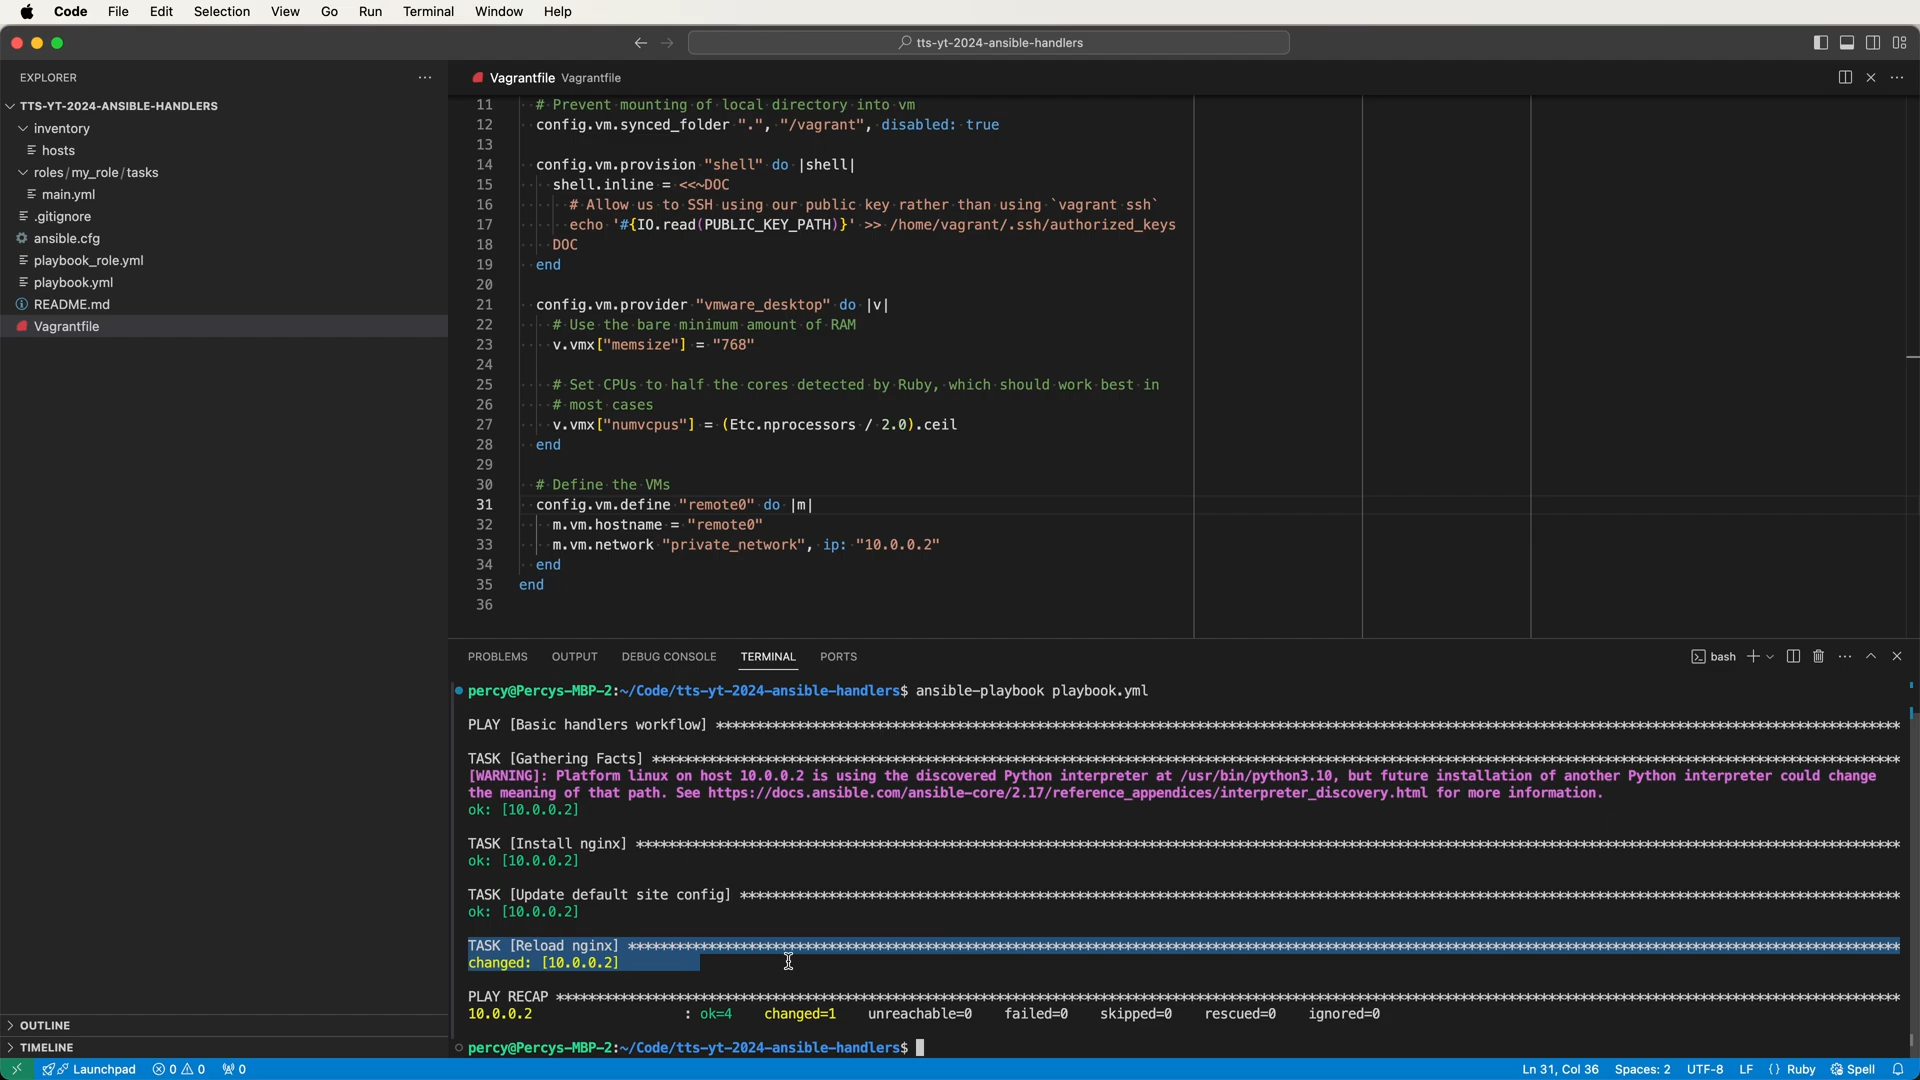 Code File Edit Selection View Go Run Terminal Window Help
tts-yt-2024-ansible-handlers
EXPLORER
TTS-YT-2024-ANSIBLE-HANDLERS
inventory
hosts
roles/my_role/tasks
main.yml
.gitignore
ansible.cfg
playbook_role.yml
playbook.yml
README.md
Vagrantfile
OUTLINE
TIMELINE
Vagrantfile Vagrantfile
11 # Prevent mounting of local directory into vm
12 config.vm.synced_folder ".", "/vagrant", disabled: true
13
14 config.vm.provision "shell" do |shell|
15 shell.inline = <<~DOC
16 # Allow us to SSH using our public key rather than using `vagrant ssh`
17 echo '#{IO.read(PUBLIC_KEY_PATH)}' >> /home/vagrant/.ssh/authorized_keys
18 DOC
19 end
20
21 config.vm.provider "vmware_desktop" do |v|
22 # Use the bare minimum amount of RAM
23 v.vmx["memsize"] = "768"
24
25 # Set CPUs to half the cores detected by Ruby, which should work best in
26 # most cases
27 v.vmx["numvcpus"] = (Etc.nprocessors / 2.0).ceil
28 end
29
30 # Define the VMs
31 config.vm.define "remote0" do |m|
32 m.vm.hostname = "remote0"
33 m.vm.network "private_network", ip: "10.0.0.2"
34 end
35 end
36
PROBLEMS OUTPUT DEBUG CONSOLE TERMINAL PORTS bash
percy@Percys-MBP-2:~/Code/tts-yt-2024-ansible-handlers$ ansible-playbook playbook.yml
PLAY [Basic handlers workflow] ****
TASK [Gathering Facts] ****
[WARNING]: Platform linux on host 10.0.0.2 is using the discovered Python interpreter at /usr/bin/python3.10, but future installation of another Python interpreter could change
the meaning of that path. See https://docs.ansible.com/ansible-core/2.17/reference_appendices/interpreter_discovery.html for more information.
ok: [10.0.0.2]
TASK [Install nginx] ****
ok: [10.0.0.2]
TASK [Update default site config] ****
ok: [10.0.0.2]
TASK [Reload nginx] ****
changed: [10.0.0.2]
PLAY RECAP ****
10.0.0.2 : ok=4 changed=1 unreachable=0 failed=0 skipped=0 rescued=0 ignored=0
percy@Percys-MBP-2:~/Code/tts-yt-2024-ansible-handlers$
Launchpad 0 0 0 Ln 31, Col 36 Spaces: 2 UTF-8 LF {} Ruby Spell